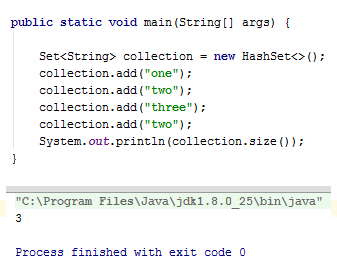 public static void main(String[] args) {
Set<String> collection = new HashSet<>();
collection.add("one");
collection.add("two");
collection.add("three");
collection.add("two");
System.out.println(collection.size());
}
"C:\Program Files\Java\jdk1.8.0_25\bin\java"
3
Process finished with exit code 0